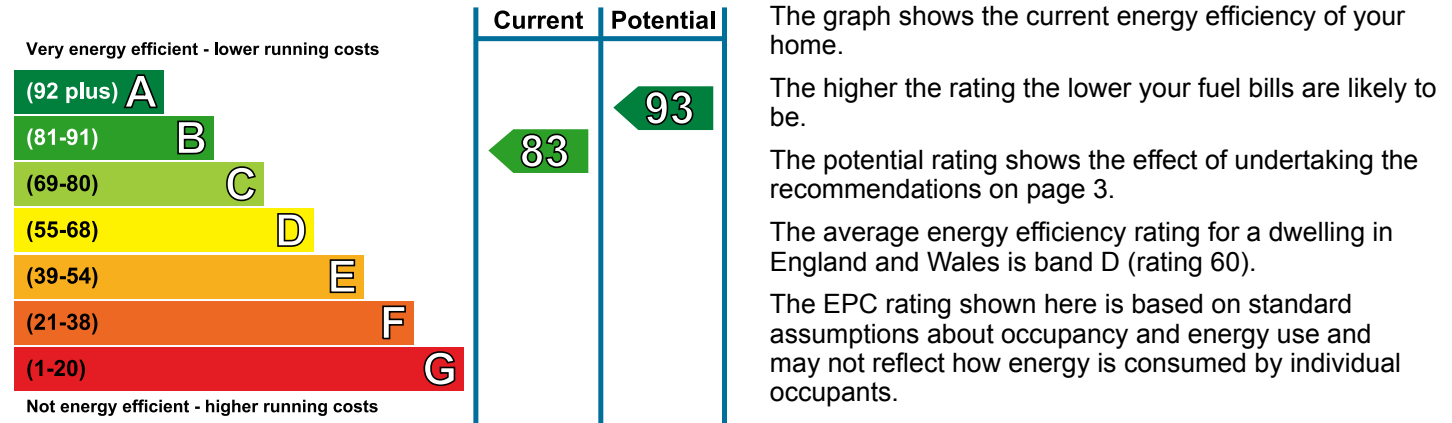 Current Potential
Very energy efficient - lower running costs
(92 plus) A
(81-91) B
(69-80) C
(55-68) D
(39-54) E
(21-38) F
(1-20) G
Not energy efficient - higher running costs
83
93
The graph shows the current energy efficiency of your
home.
The higher the rating the lower your fuel bills are likely to
be.
The potential rating shows the effect of undertaking the
recommendations on page 3.
The average energy efficiency rating for a dwelling in
England and Wales is band D (rating 60).
The EPC rating shown here is based on standard
assumptions about occupancy and energy use and
may not reflect how energy is consumed by individual
occupants.